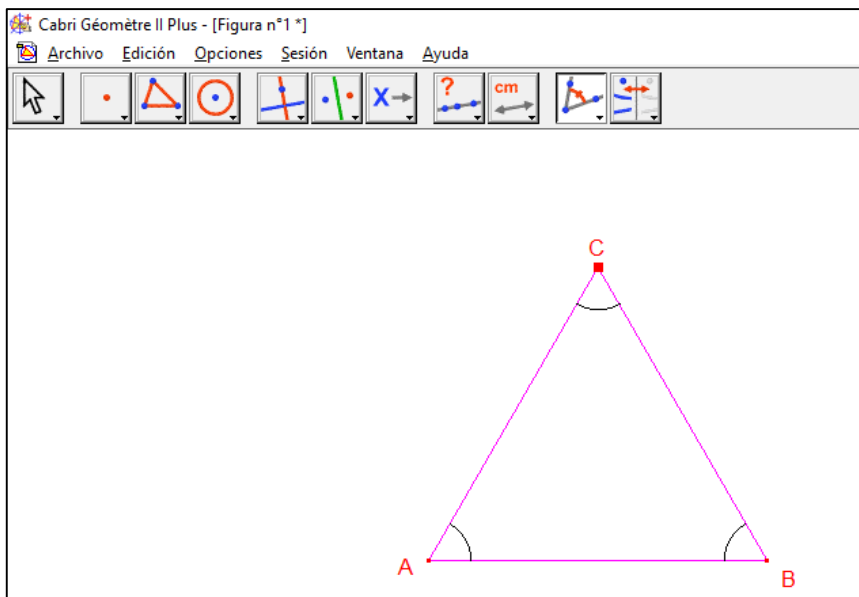 Cabri Géomètre II Plus - [Figura n°1 *]
Archivo Edición Opciones Sesión Ventana Ayuda
X ? cm
C
A B